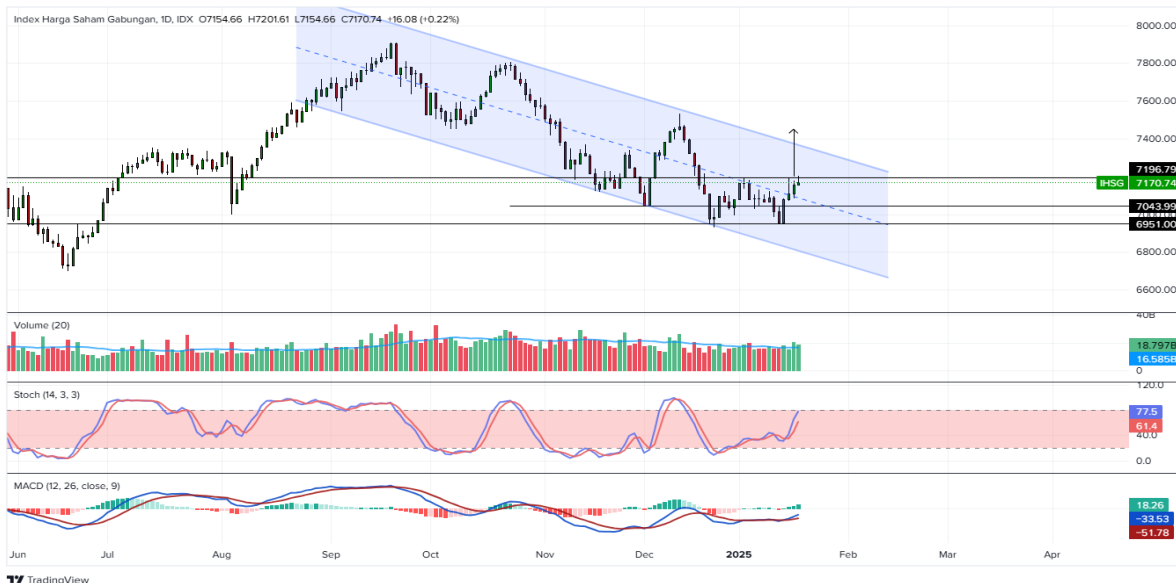 Index Harga Saham Gabungan, 1D, IDX O7154.66 H7201.61 L7154.66 C7170.74 +16.08 (+0.22%)
8000.00
7800.00
7600.00
7400.00
7196.79
IHSG 7170.74
7043.99
6951.00
6800.00
6600.00
Volume (20)
40B
18.797B
16.585B
0
Stoch (14, 3, 3)
120.0
77.5
61.4
40.0
0.0
MACD (12, 26, close, 9)
18.26
−33.53
−51.78
Jun Jul Aug Sep Oct Nov Dec 2025 Feb Mar Apr
TradingView